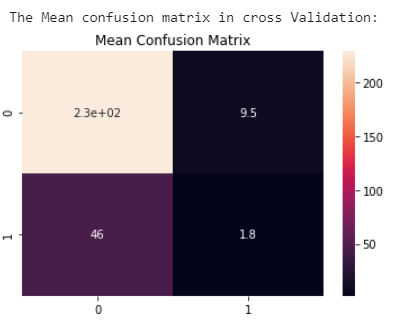 The Mean confusion matrix in cross Validation:
Mean Confusion Matrix
0 2.3e+02 9.5
1 46 1.8
0 1
200
150
100
50